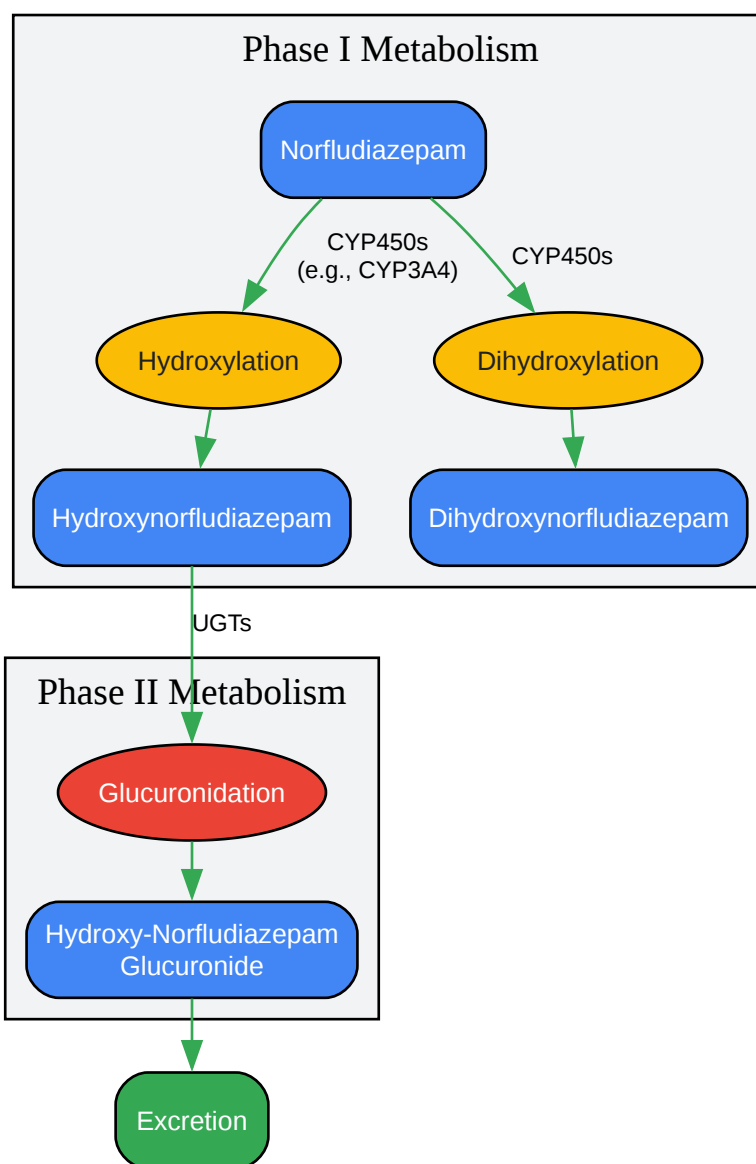 Phase I Metabolism
Norfludiazepam
CYP450s
(e.g., CYP3A4)
CYP450s
Hydroxylation
Dihydroxylation
Hydroxynorfludiazepam
Dihydroxynorfludiazepam
UGTs
Phase II Metabolism
Glucuronidation
Hydroxy-Norfludiazepam
Glucuronide
Excretion